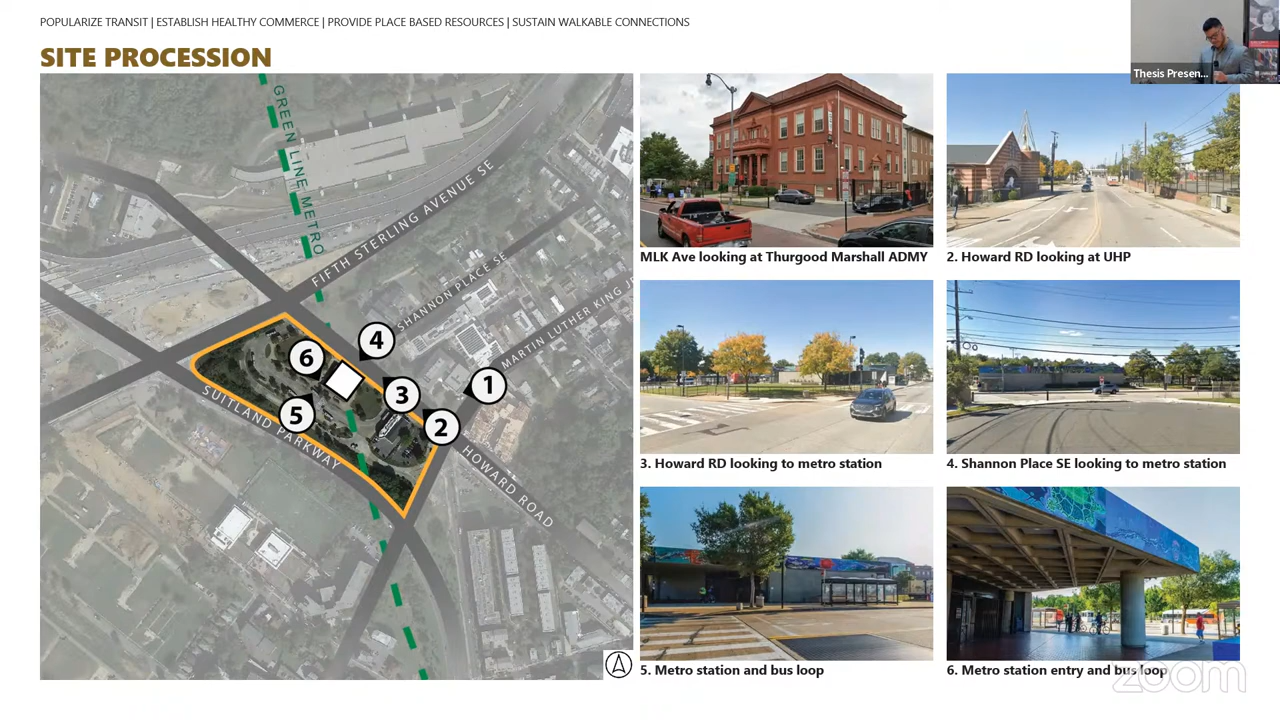 POPULARIZE TRANSIT | ESTABLISH HEALTHY COMMERCE | PROVIDE PLACE BASED RESOURCES | SUSTAIN WALKABLE CONNECTIONS
SITE PROCESSION
Thesis Presen...
GREEN LINE METRO
FIFTH STERLING AVENUE SE
SHANNON PLACE SE
MARTIN LUTHER KING JR
SUITLAND PARKWAY
HOWARD ROAD
4
6
1
3
5
2
MLK Ave looking at Thurgood Marshall ADMY
2. Howard RD looking at UHP
3. Howard RD looking to metro station
4. Shannon Place SE looking to metro station
5. Metro station and bus loop
6. Metro station entry and bus loop
zoom